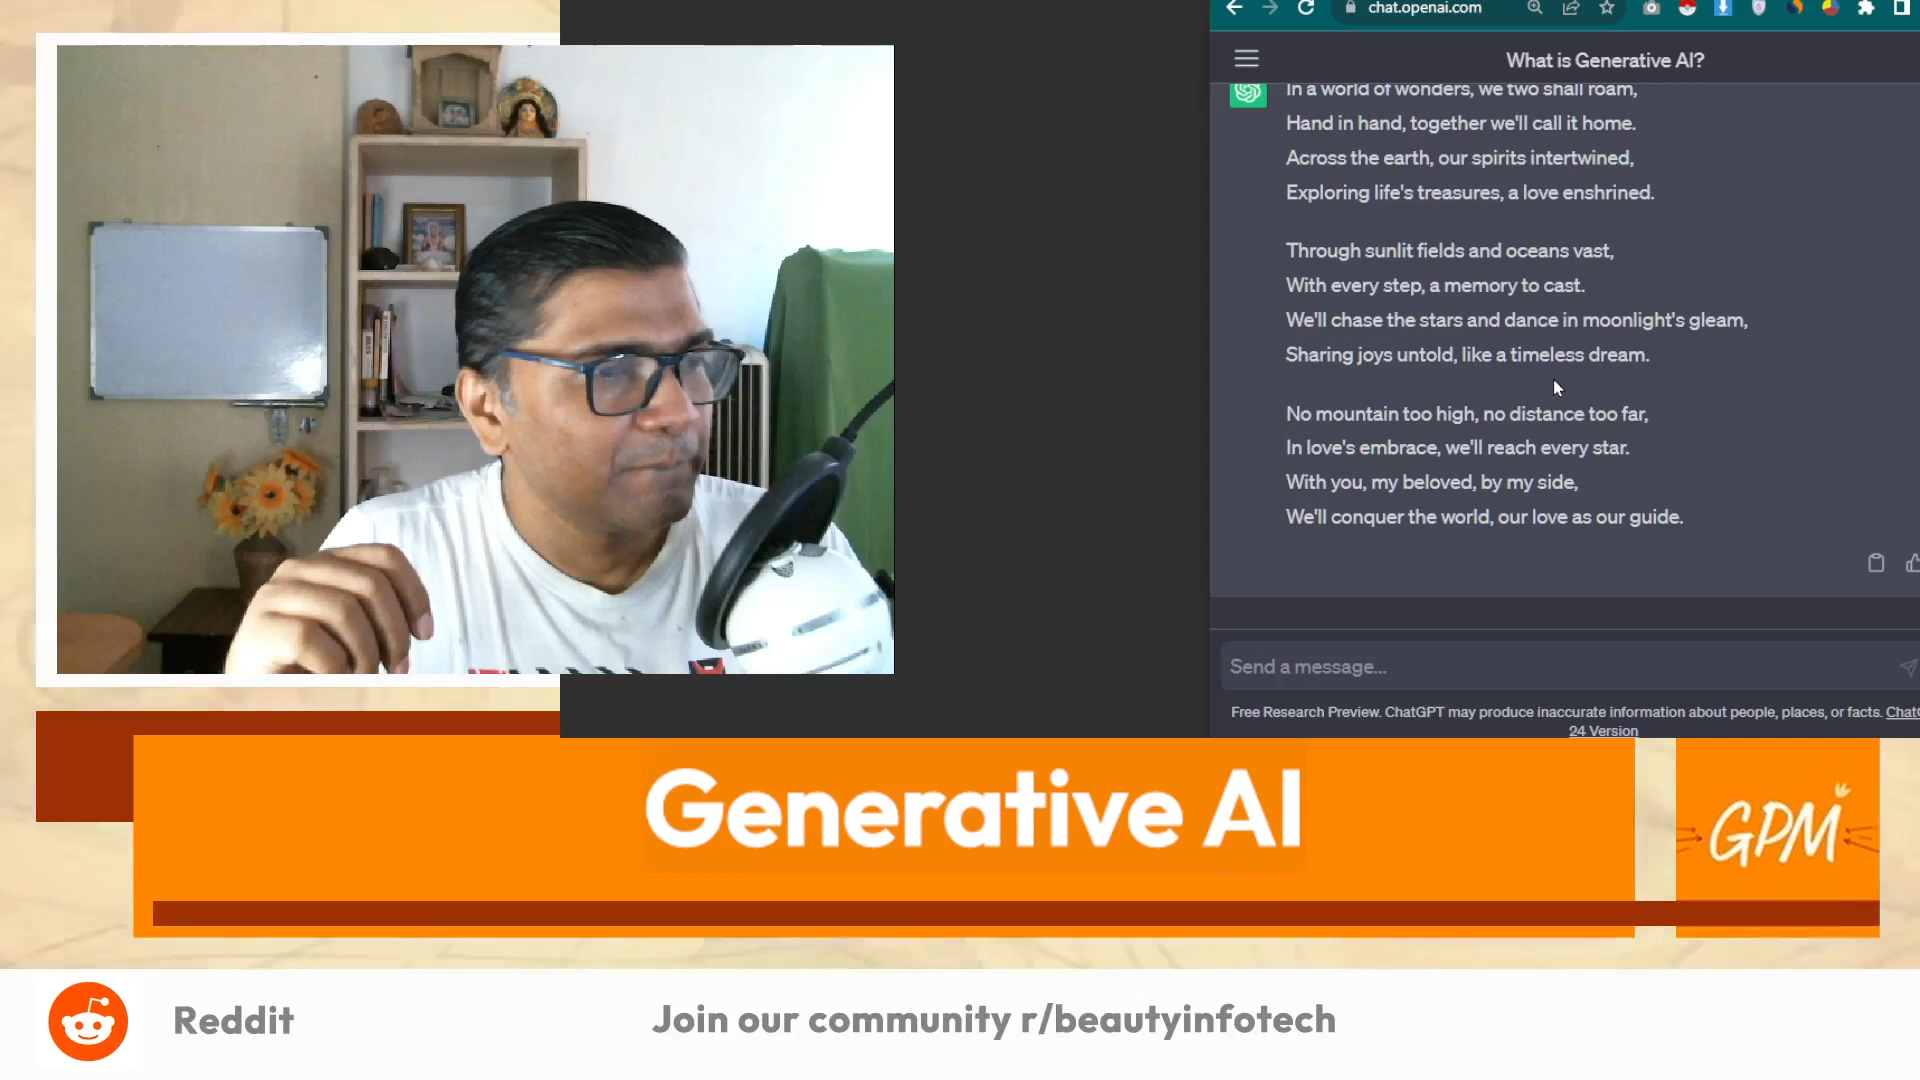 chat.openai.com
What is Generative AI?
In a world of wonders, we two shall roam,
Hand in hand, together we'll call it home.
Across the earth, our spirits intertwined,
Exploring life's treasures, a love enshrined.
Through sunlit fields and oceans vast,
With every step, a memory to cast.
We'll chase the stars and dance in moonlight's gleam,
Sharing joys untold, like a timeless dream.
No mountain too high, no distance too far,
In love's embrace, we'll reach every star.
With you, my beloved, by my side,
We'll conquer the world, our love as our guide.
Send a message...
Free Research Preview. ChatGPT may produce inaccurate information about people, places, or facts.
24 Version
Generative AI
GPM
Reddit
Join our community r/beautyinfotech